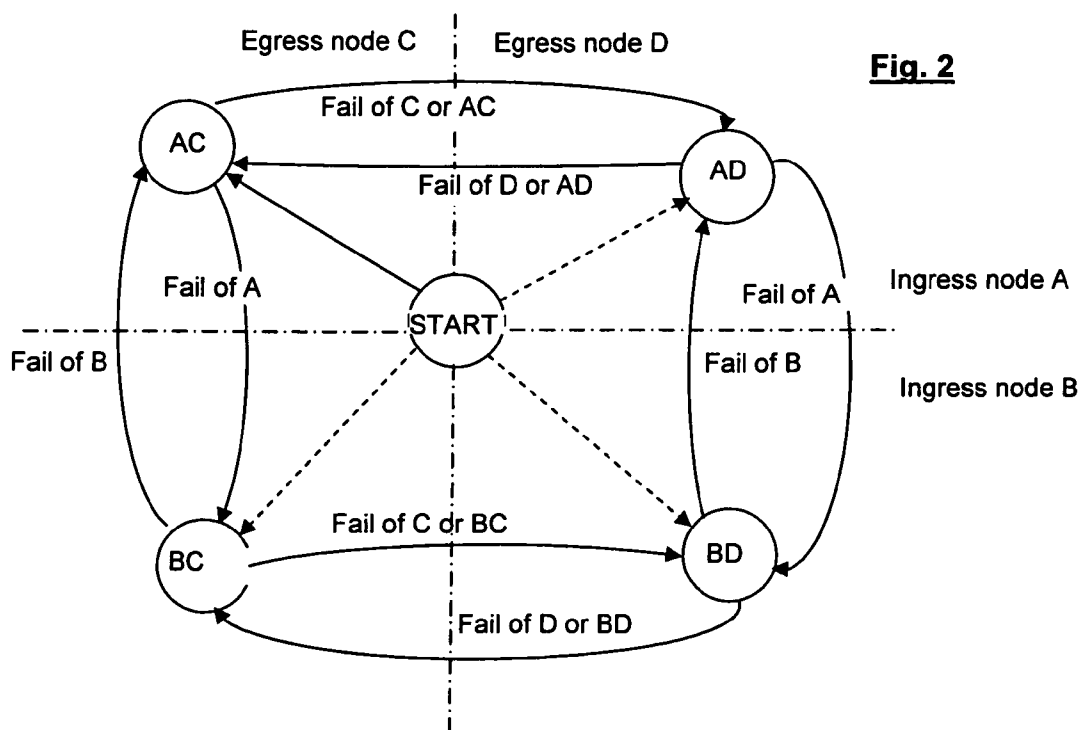 Egress node C
Egress node D
Fig. 2
Fail of C or AC
AC
AD
Fail of D or AD
Fail of A
Fail of A
Ingress node A
START
Fail of B
Fail of B
Ingress node B
Fail of C or BC
BC
BD
Fail of D or BD